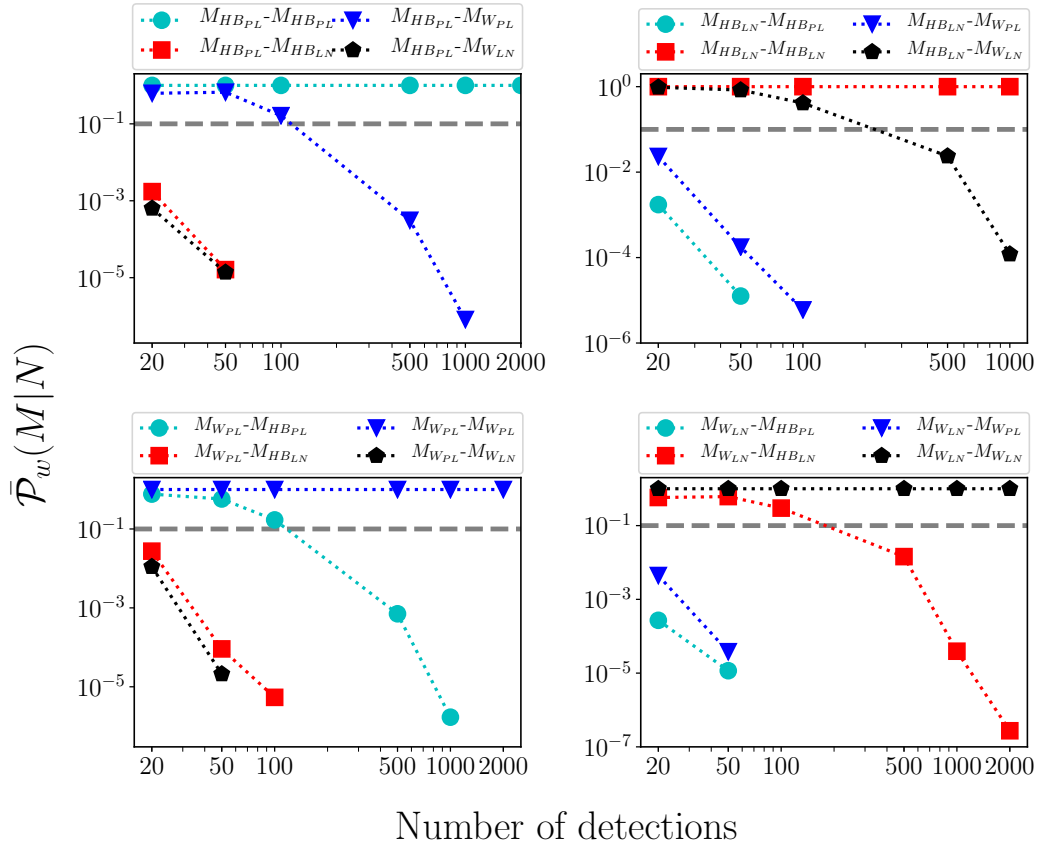 M_{HB_{PL}}-M_{HB_{PL}} M_{HB_{PL}}-M_{W_{PL}}
M_{HB_{PL}}-M_{HB_{LN}} M_{HB_{PL}}-M_{W_{LN}}
10^{-1}
10^{-3}
10^{-5}
20 50 100 500 1000 2000
M_{HB_{LN}}-M_{HB_{PL}} M_{HB_{LN}}-M_{W_{PL}}
M_{HB_{LN}}-M_{HB_{LN}} M_{HB_{LN}}-M_{W_{LN}}
10^{0}
10^{-2}
10^{-4}
10^{-6}
20 50 100 500 1000
\bar{\mathcal{P}}_w(M|N)
M_{W_{PL}}-M_{HB_{PL}} M_{W_{PL}}-M_{W_{PL}}
M_{W_{PL}}-M_{HB_{LN}} M_{W_{PL}}-M_{W_{LN}}
10^{-1}
10^{-3}
10^{-5}
20 50 100 500 1000 2000
M_{W_{LN}}-M_{HB_{PL}} M_{W_{LN}}-M_{W_{PL}}
M_{W_{LN}}-M_{HB_{LN}} M_{W_{LN}}-M_{W_{LN}}
10^{-1}
10^{-3}
10^{-5}
10^{-7}
20 50 100 500 1000 2000
Number of detections